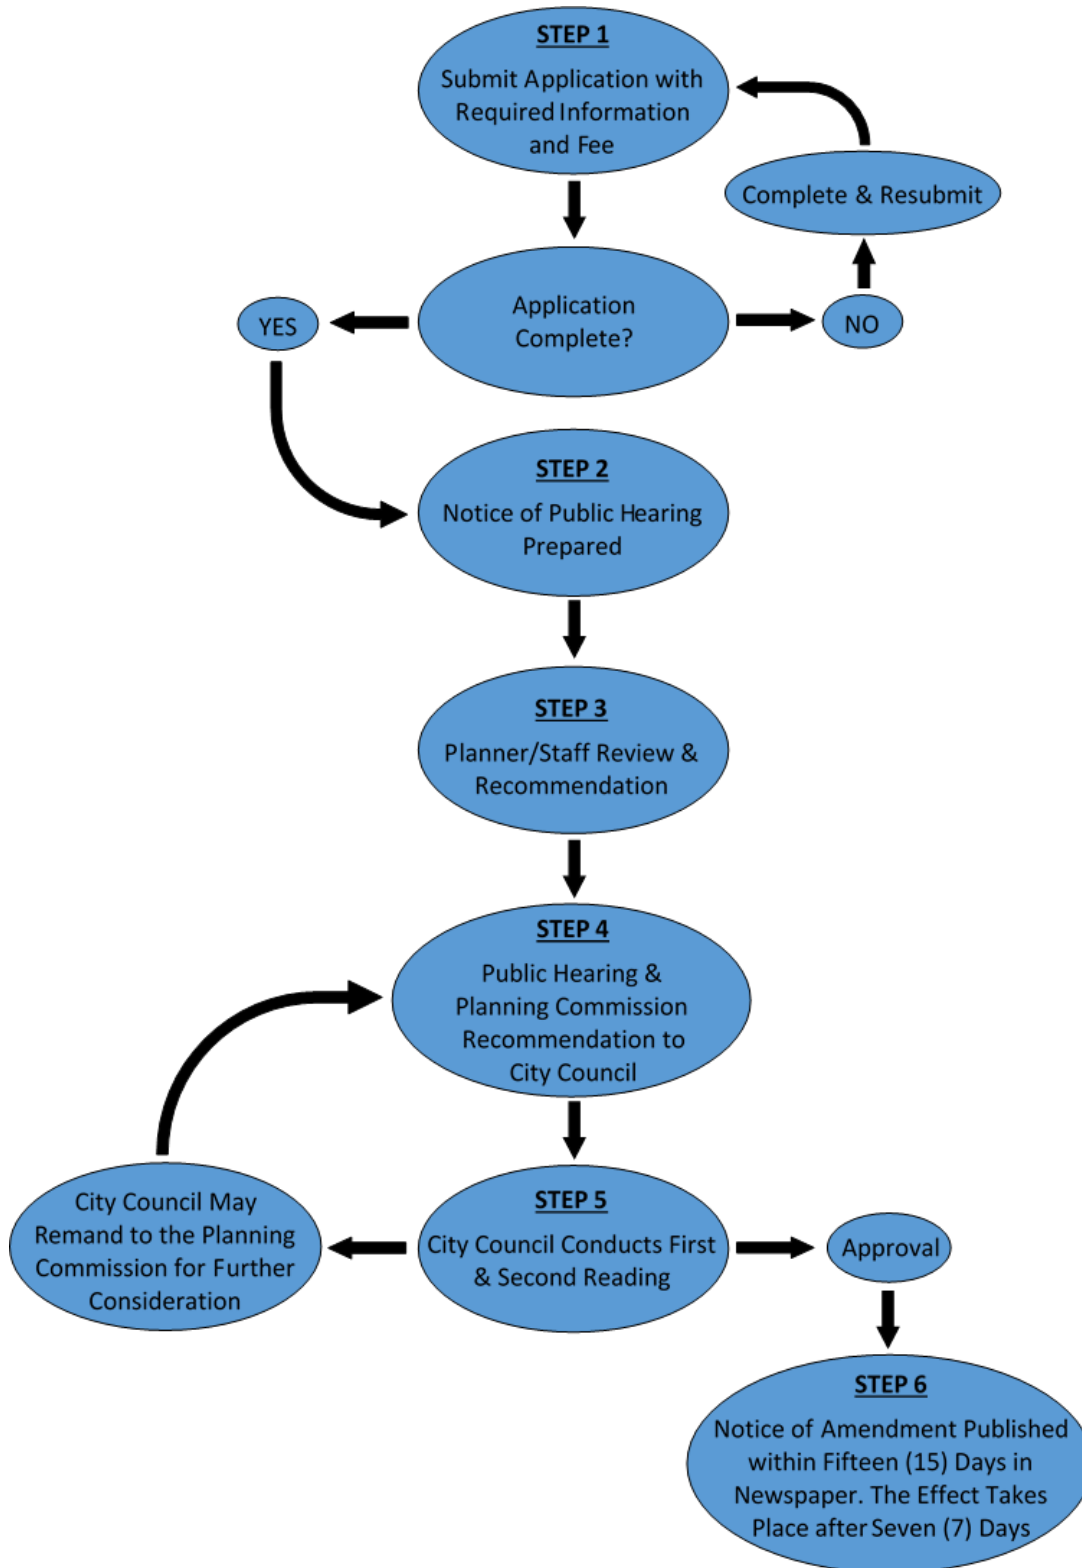 STEP 1
Submit Application with
Required Information
and Fee
Complete & Resubmit
Application
Complete?
YES
NO
STEP 2
Notice of Public Hearing
Prepared
STEP 3
Planner/Staff Review &
Recommendation
STEP 4
Public Hearing &
Planning Commission
Recommendation to
City Council
City Council May
Remand to the Planning
Commission for Further
Consideration
STEP 5
City Council Conducts First
& Second Reading
Approval
STEP 6
Notice of Amendment Published
within Fifteen (15) Days in
Newspaper. The Effect Takes
Place after Seven (7) Days